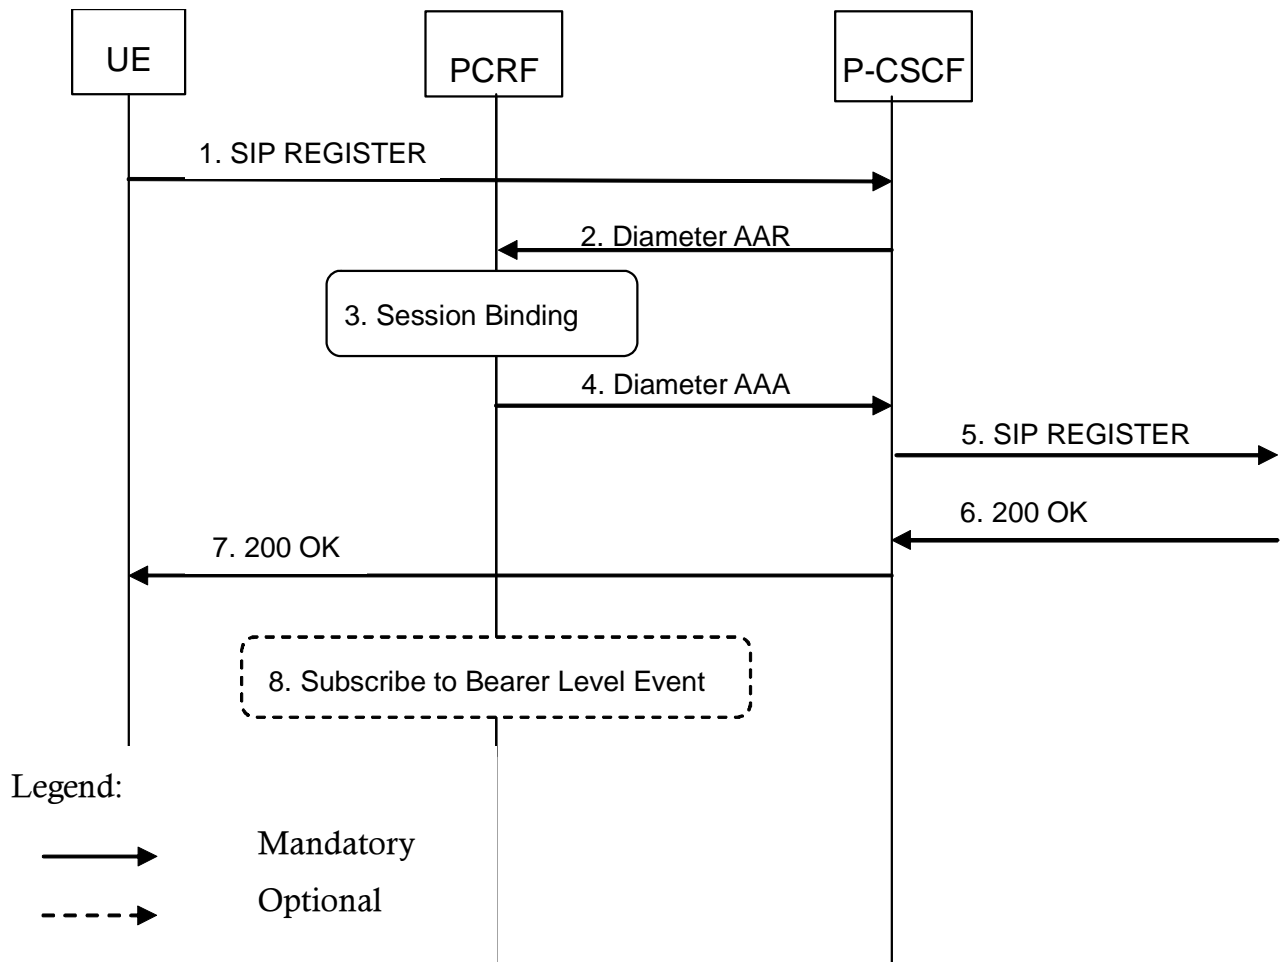 UE
PCRF
P-CSCF
1. SIP REGISTER
2. Diameter AAR
3. Session Binding
4. Diameter AAA
5. SIP REGISTER
6. 200 OK
7. 200 OK
8. Subscribe to Bearer Level Event
Legend:
Mandatory
Optional